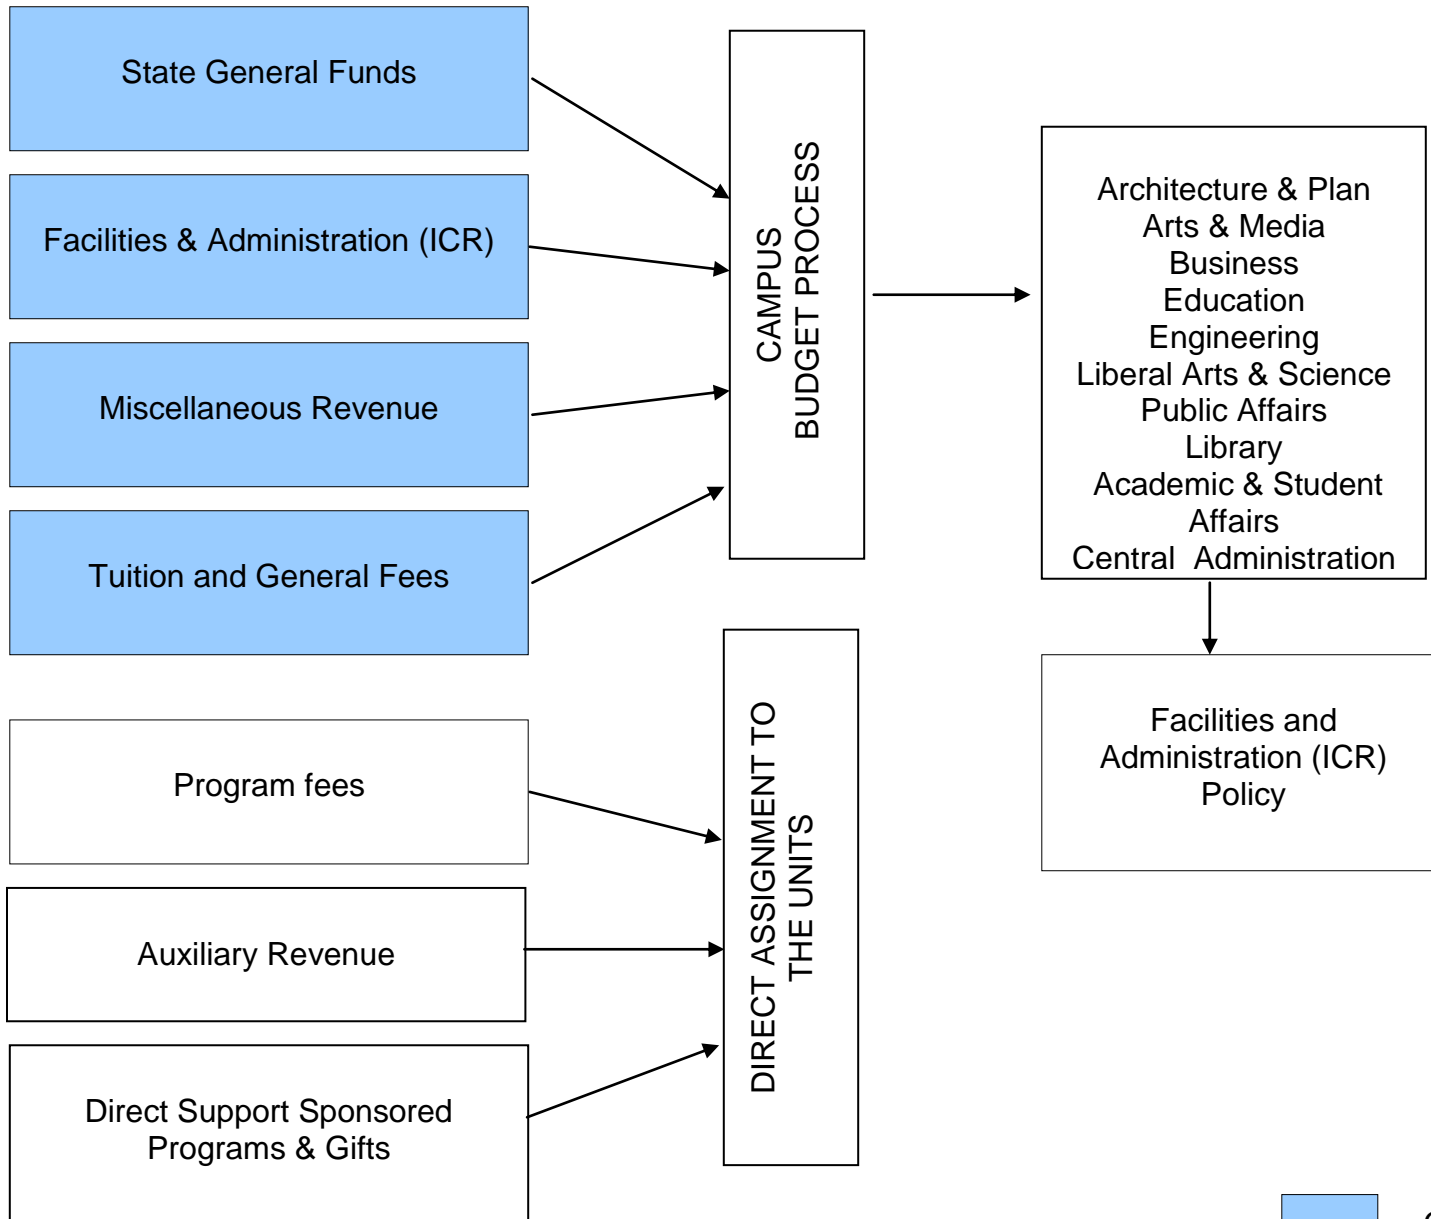 State General Funds
Facilities & Administration (ICR)
Miscellaneous Revenue
Tuition and General Fees
Program fees
Auxiliary Revenue
Direct Support Sponsored
Programs & Gifts
CAMPUS
BUDGET PROCESS
DIRECT ASSIGNMENT TO
THE UNITS
Architecture & Plan
Arts & Media
Business
Education
Engineering
Liberal Arts & Science
Public Affairs
Library
Academic & Student
Affairs
Central Administration
Facilities and
Administration (ICR)
Policy